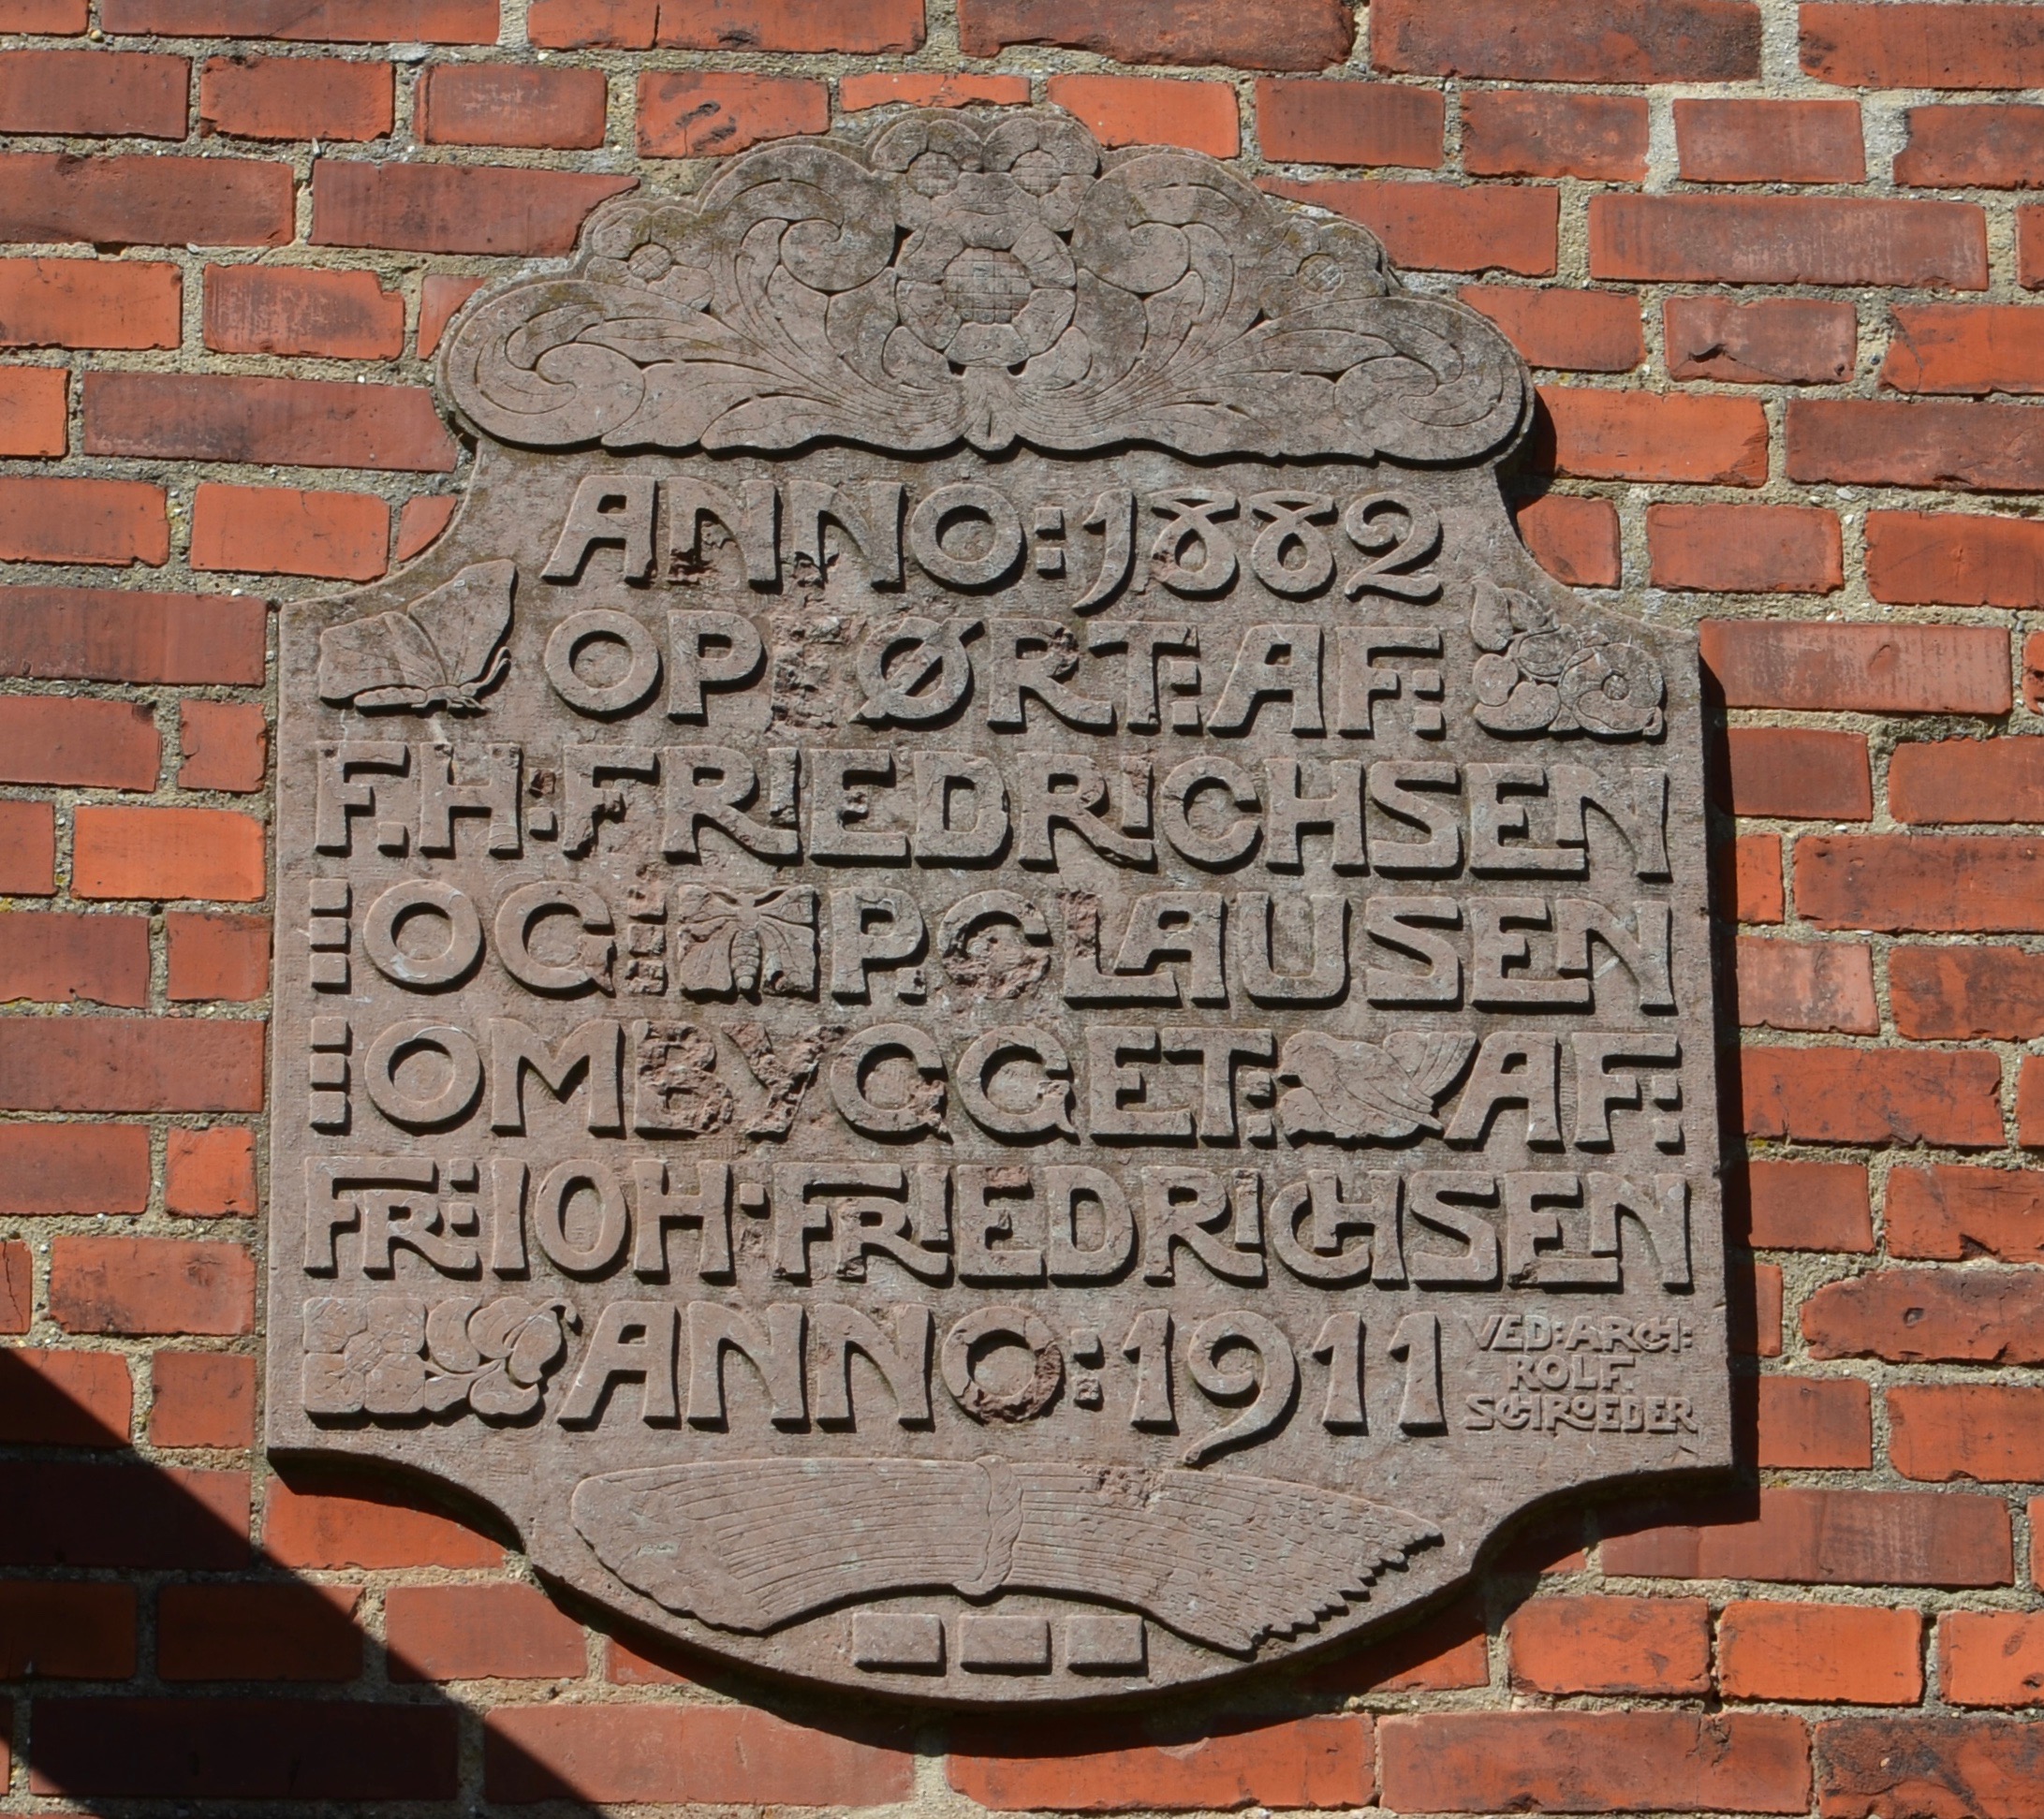 ANNO: 1882
OPFØRT: AF:
F. H: FRIEDRICHSEN
OG: P. CLAUSEN
OMBYGGET: AF:
FR: IOH: FRIEDRICHSEN
ANNO: 1911
VED: ARCH:
ROLF
SCHROEDER